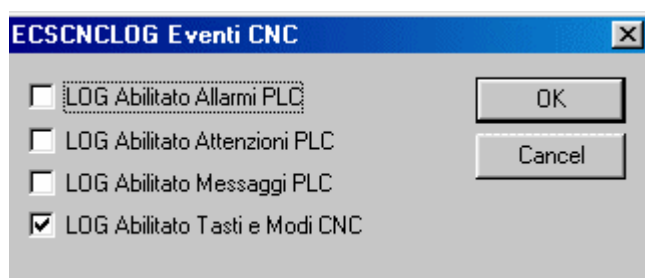 ECSCNCLOG Eventi CNC
LOG Abilitato Allarmi PLC
OK
LOG Abilitato Attenzioni PLC
Cancel
LOG Abilitato Messaggi PLC
LOG Abilitato Tasti e Modi CNC